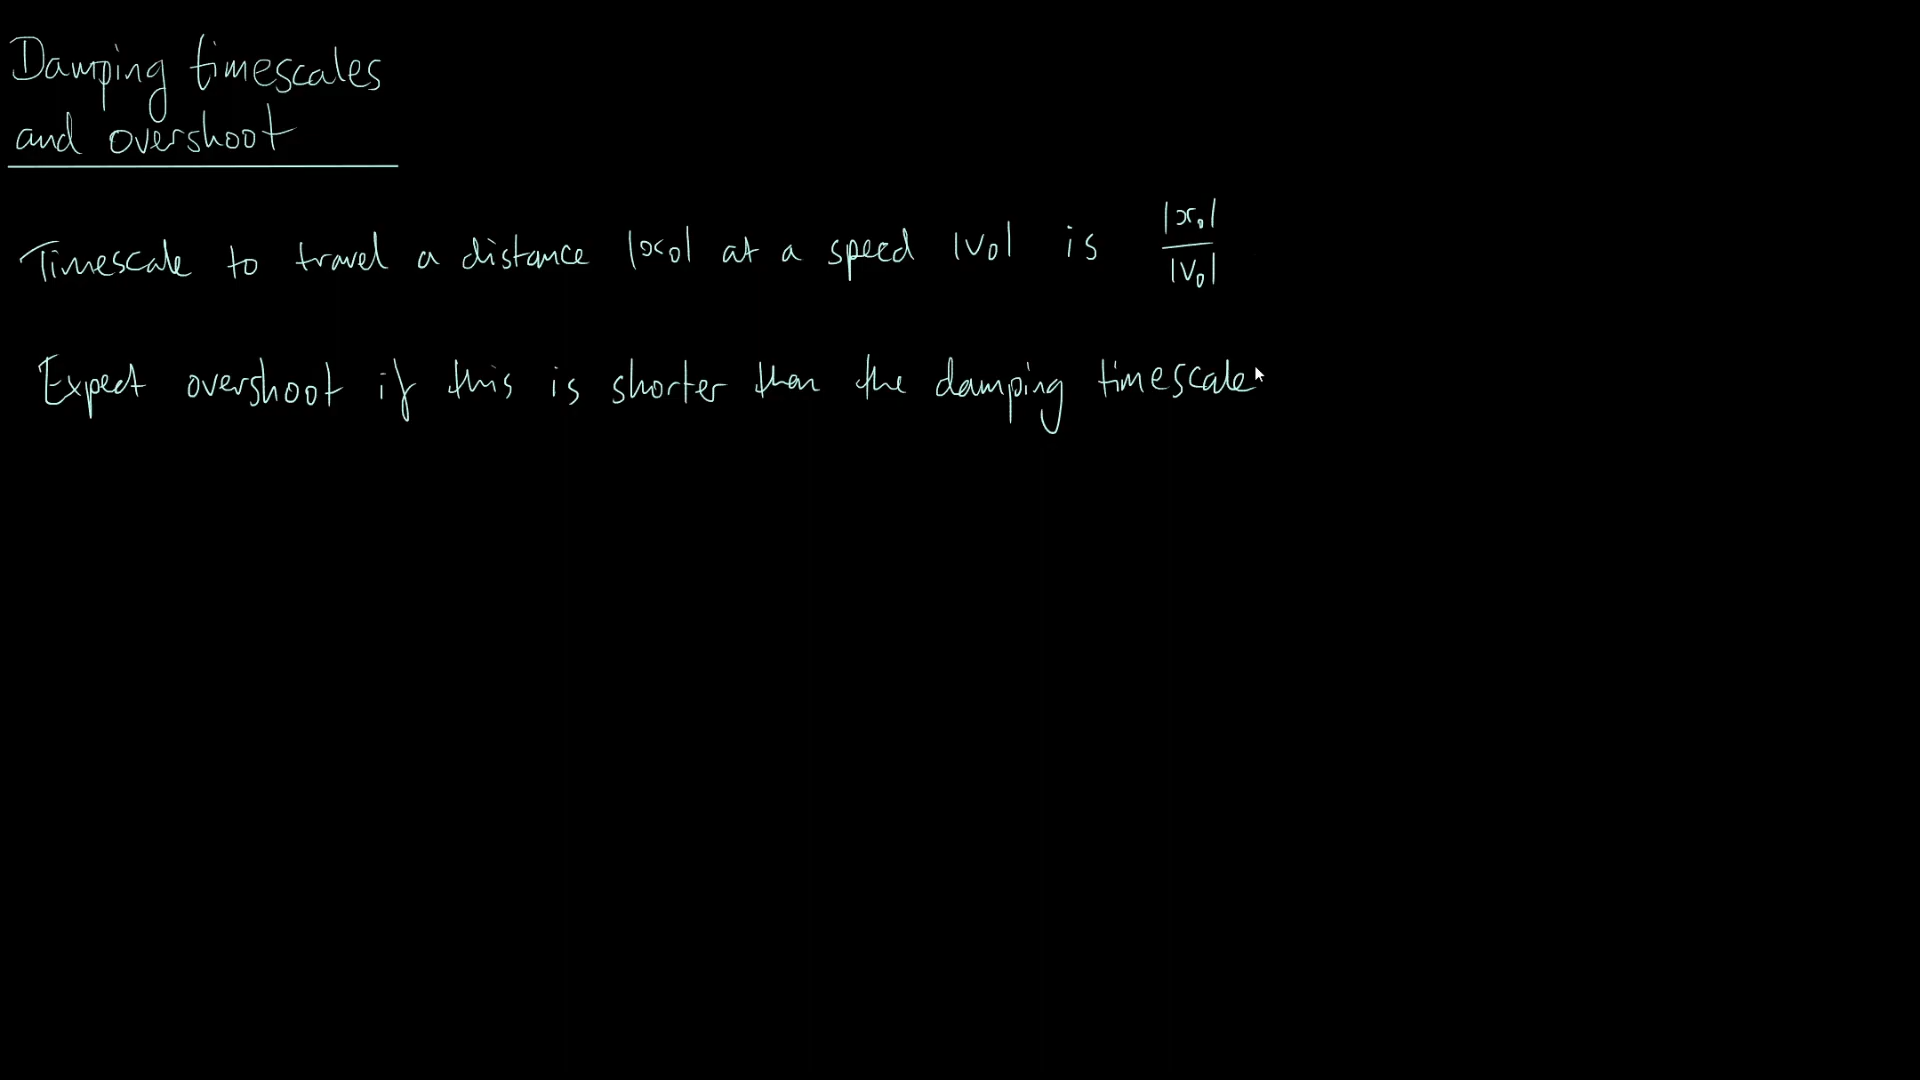 Damping timescales
and overshoot
Timescale to travel a distance |x₀| at a speed |v₀| is |x₀|/|v₀|
Expect overshoot if this is shorter than the damping timescale